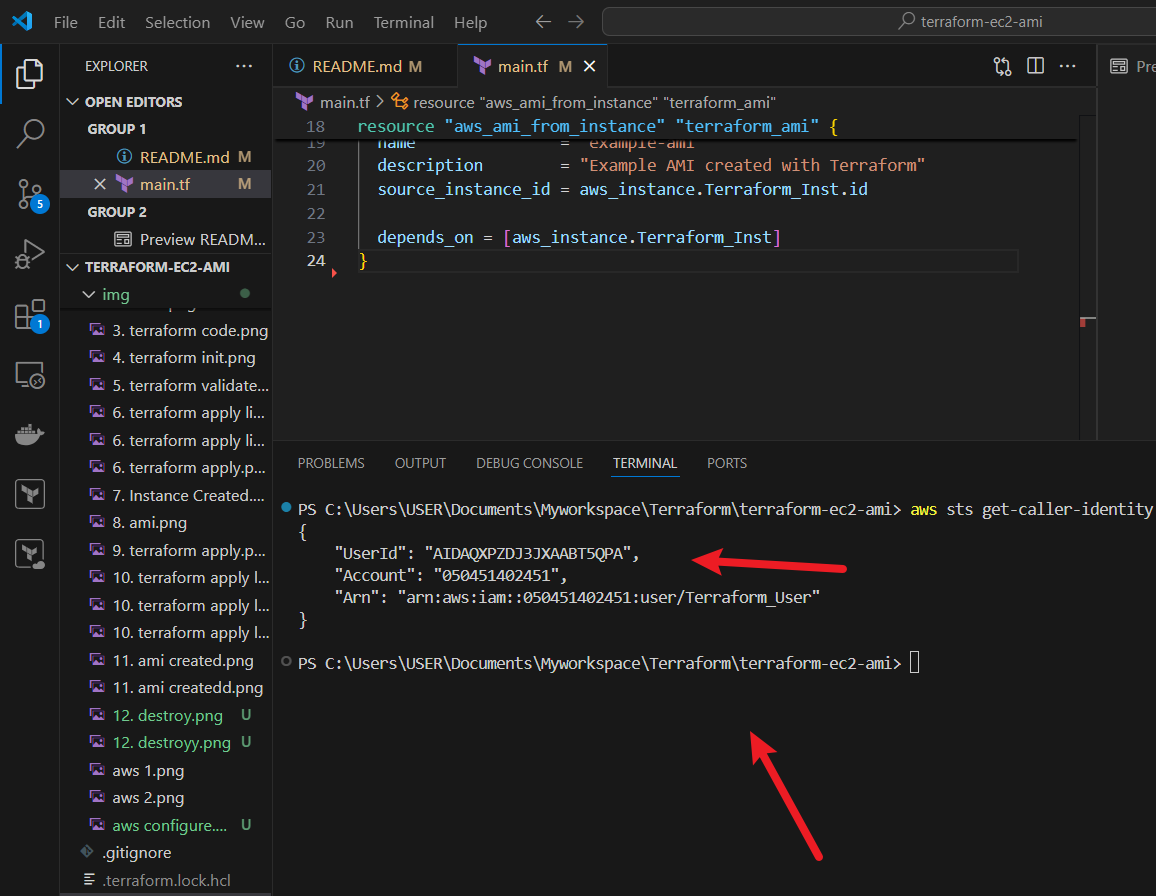 File Edit Selection View Go Run Terminal Help
terraform-ec2-ami
EXPLORER
OPEN EDITORS
GROUP 1
README.md M
main.tf M
GROUP 2
Preview READM...
TERRAFORM-EC2-AMI
img
3. terraform code.png
4. terraform init.png
5. terraform validate...
6. terraform apply li...
6. terraform apply li...
6. terraform apply.p...
7. Instance Created....
8. ami.png
9. terraform apply.p...
10. terraform apply l...
10. terraform apply l...
10. terraform apply l...
11. ami created.png
11. ami createdd.png
12. destroy.png U
12. destroyy.png U
aws 1.png
aws 2.png
aws configure.... U
.gitignore
.terraform.lock.hcl
5
1
README.md M
main.tf M
Pre
main.tf > resource "aws_ami_from_instance" "terraform_ami"
18 resource "aws_ami_from_instance" "terraform_ami" {
19 name = "example-ami"
20 description = "Example AMI created with Terraform"
21 source_instance_id = aws_instance.Terraform_Inst.id
22
23 depends_on = [aws_instance.Terraform_Inst]
24 }
PROBLEMS OUTPUT DEBUG CONSOLE TERMINAL PORTS
PS C:\Users\USER\Documents\Myworkspace\Terraform\terraform-ec2-ami> aws sts get-caller-identity
{
"UserId": "AIDAQXPZDJ3JXAABT5QPA",
"Account": "050451402451",
"Arn": "arn:aws:iam::050451402451:user/Terraform_User"
}
PS C:\Users\USER\Documents\Myworkspace\Terraform\terraform-ec2-ami>